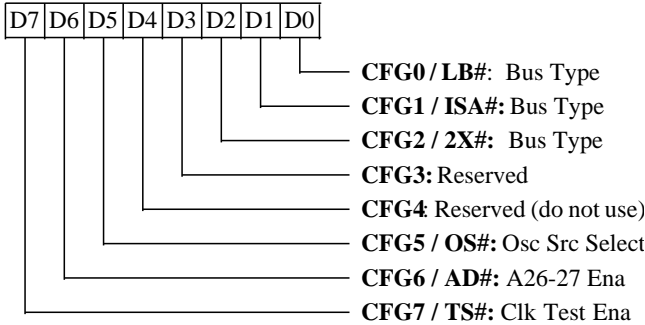 D7 D6 D5 D4 D3 D2 D1 D0
CFG0 / LB#: Bus Type
CFG1 / ISA#: Bus Type
CFG2 / 2X#: Bus Type
CFG3: Reserved
CFG4: Reserved (do not use)
CFG5 / OS#: Osc Src Select
CFG6 / AD#: A26-27 Ena
CFG7 / TS#: Clk Test Ena